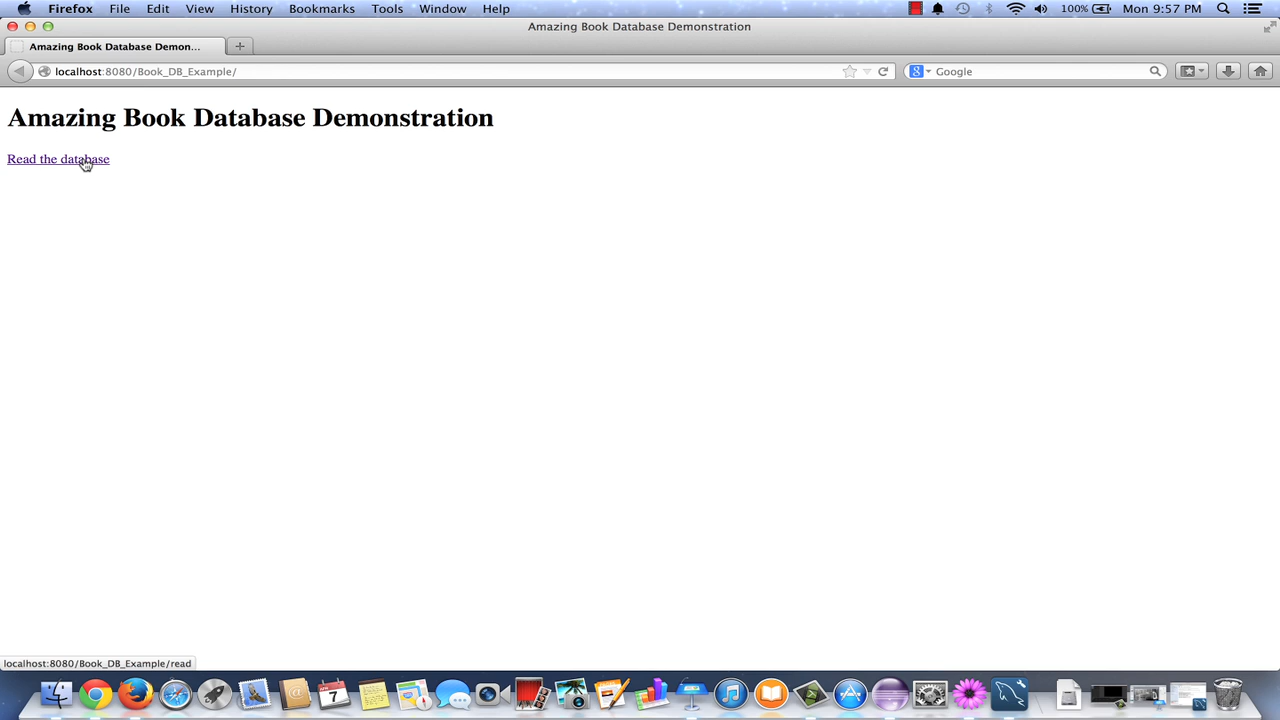 Firefox File Edit View History Bookmarks Tools Window Help 100% Mon 9:57 PM
Amazing Book Database Demonstration
Amazing Book Database Demon...
localhost:8080/Book_DB_Example/ Google
Amazing Book Database Demonstration
Read the database
localhost:8080/Book_DB_Example/read
7